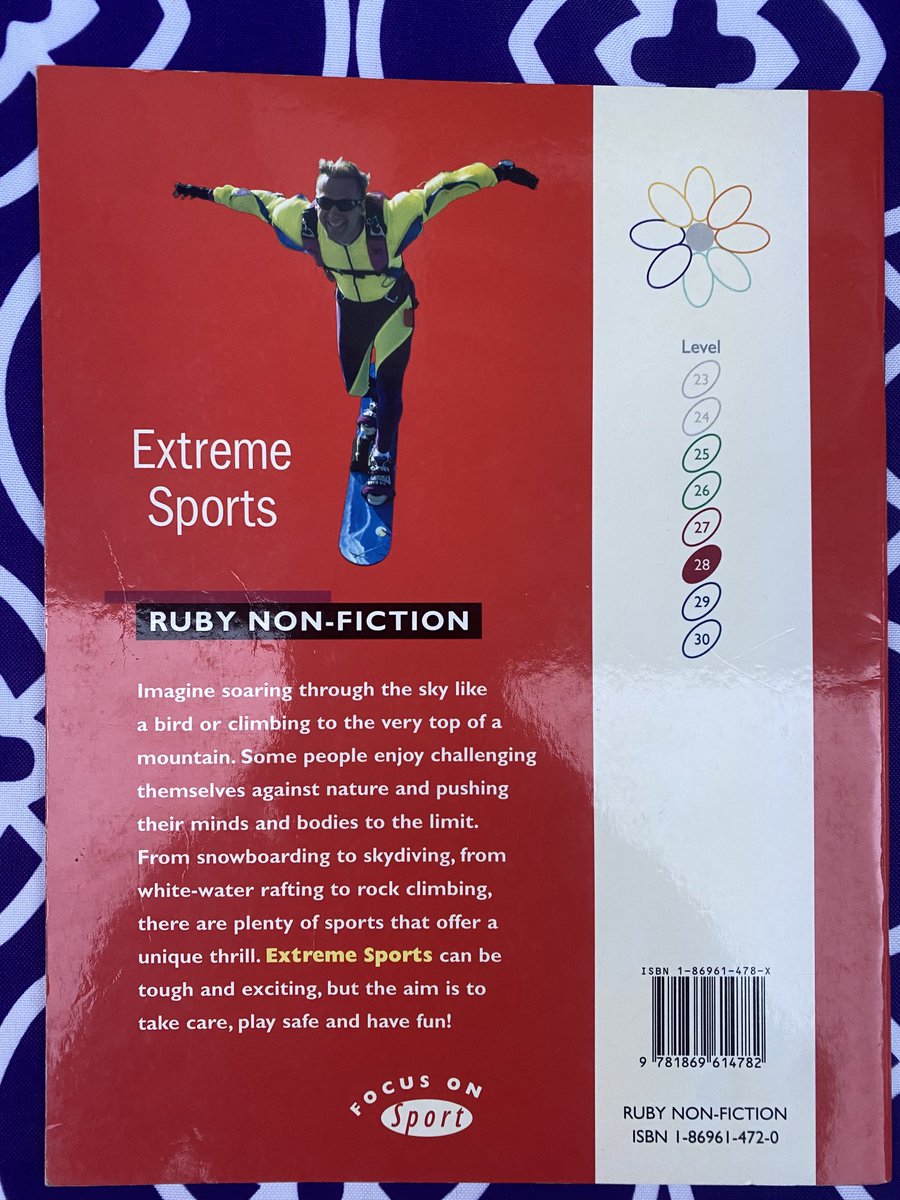 Extreme
Sports
RUBY NON-FICTION
Imagine soaring through the sky like
a bird or climbing to the very top of a
mountain. Some people enjoy challenging
themselves against nature and pushing
their minds and bodies to the limit.
From snowboarding to skydiving, from
white-water rafting to rock climbing,
there are plenty of sports that offer a
unique thrill. Extreme Sports can be
tough and exciting, but the aim is to
take care, play safe and have fun!
FOCUS ON
Sport
Level
23
24
25
26
27
28
29
30
ISBN 1-86961-478-X
9 781869 614782
RUBY NON-FICTION
ISBN 1-86961-472-0